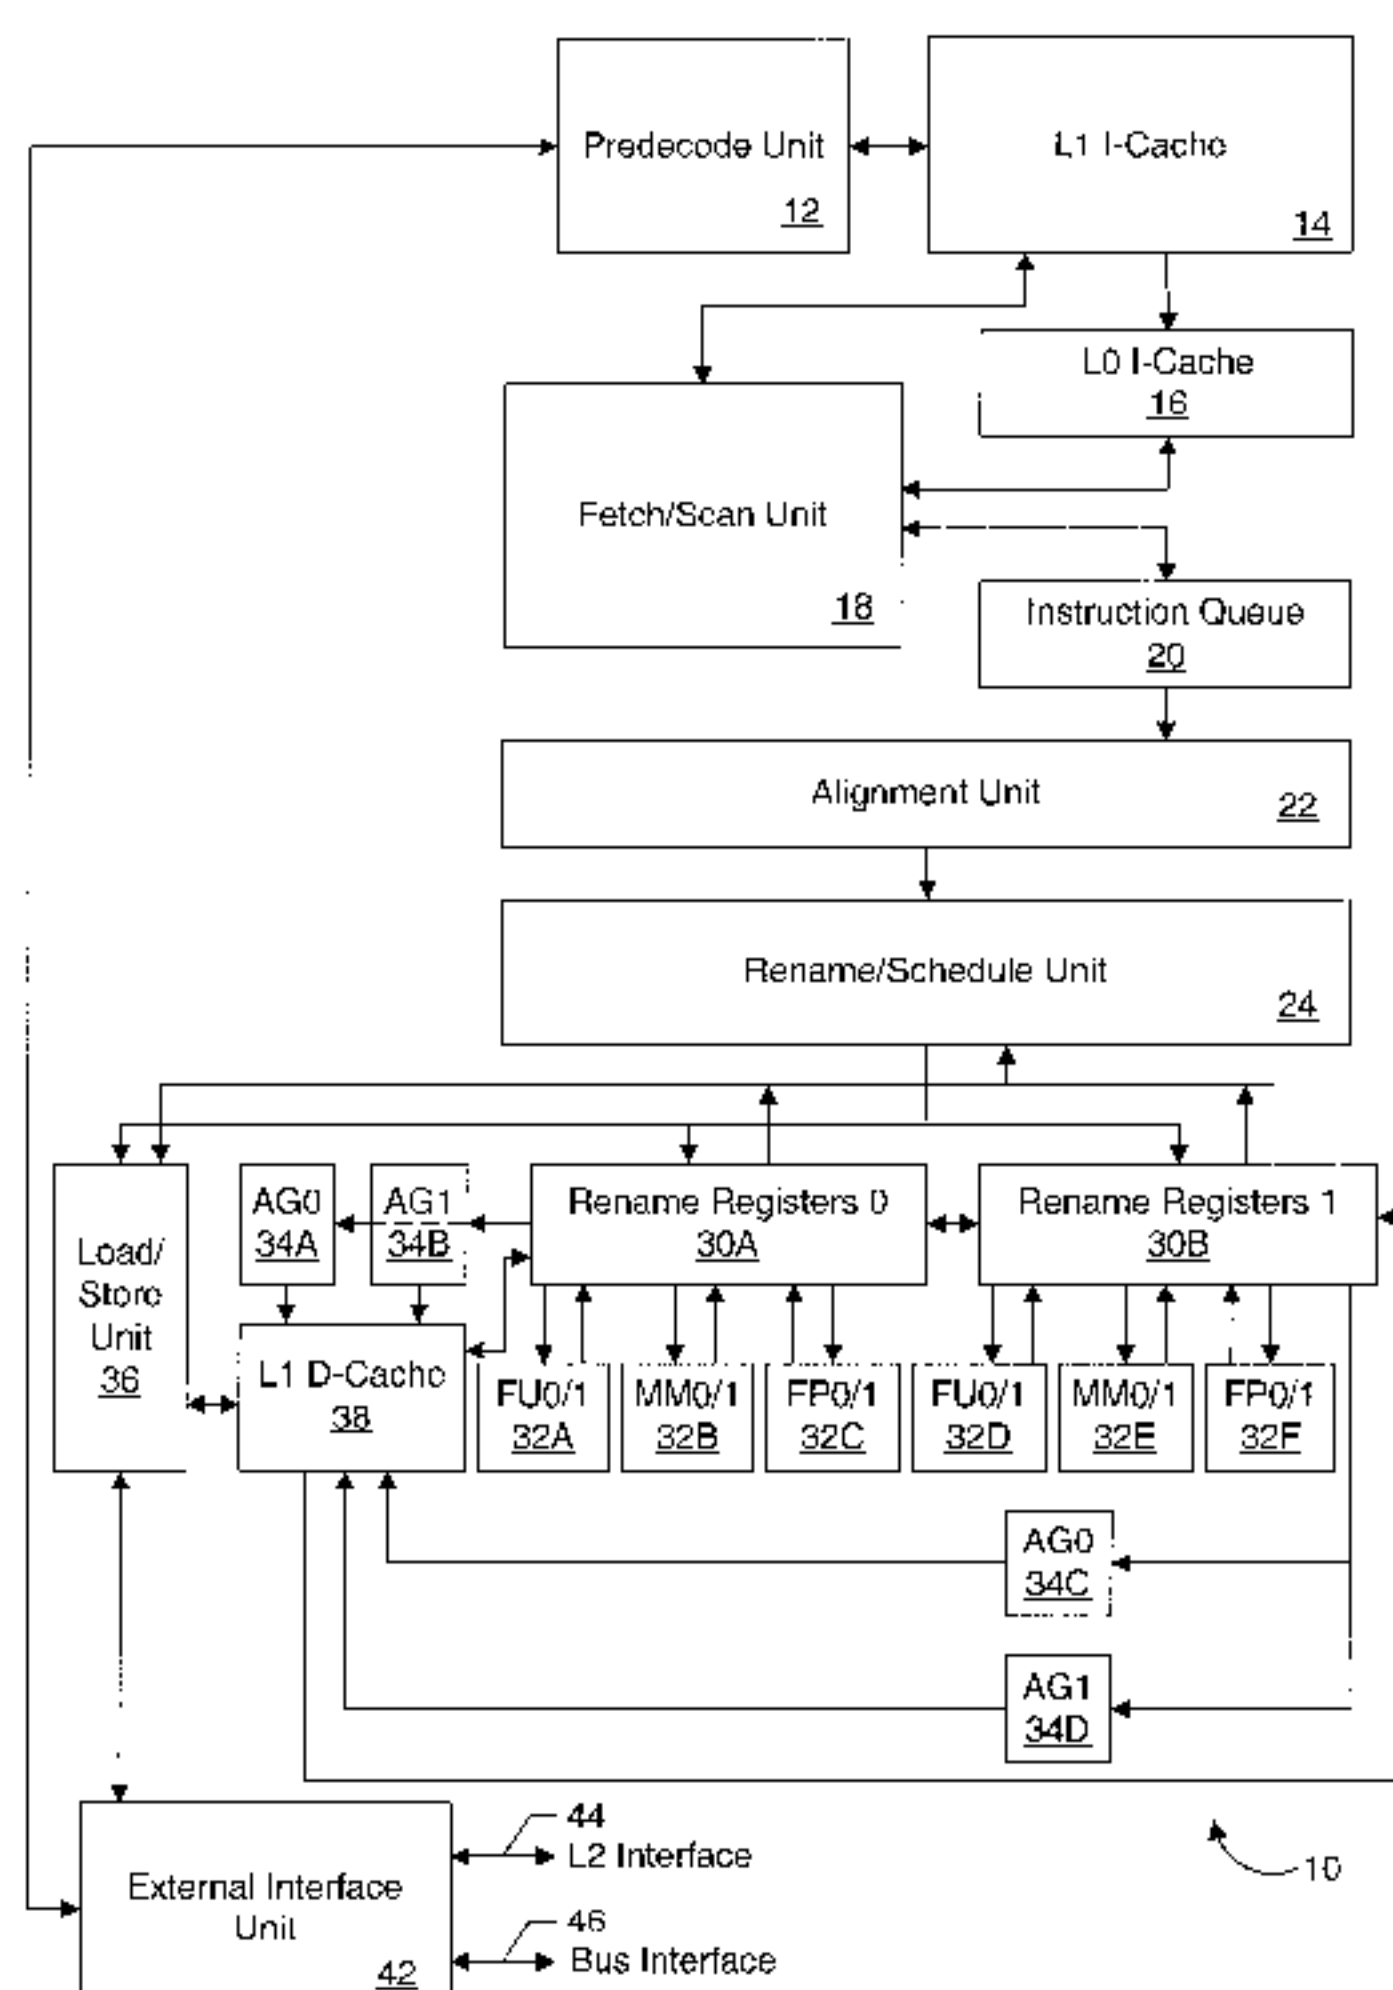 Predecode Unit
12
L1 I-Cache
14
L0 I-Cache
16
Fetch/Scan Unit
18
Instruction Queue
20
Alignment Unit
22
Rename/Schedule Unit
24
Load/
Store
Unit
36
AG0
34A
AG1
34B
Rename Registers 0
30A
Rename Registers 1
30B
L1 D-Cache
38
FU0/1
32A
MM0/1
32B
FP0/1
32C
FU0/1
32D
MM0/1
32E
FP0/1
32F
AG0
34C
AG1
34D
External Interface
Unit
42
44
L2 Interface
46
Bus Interface
10